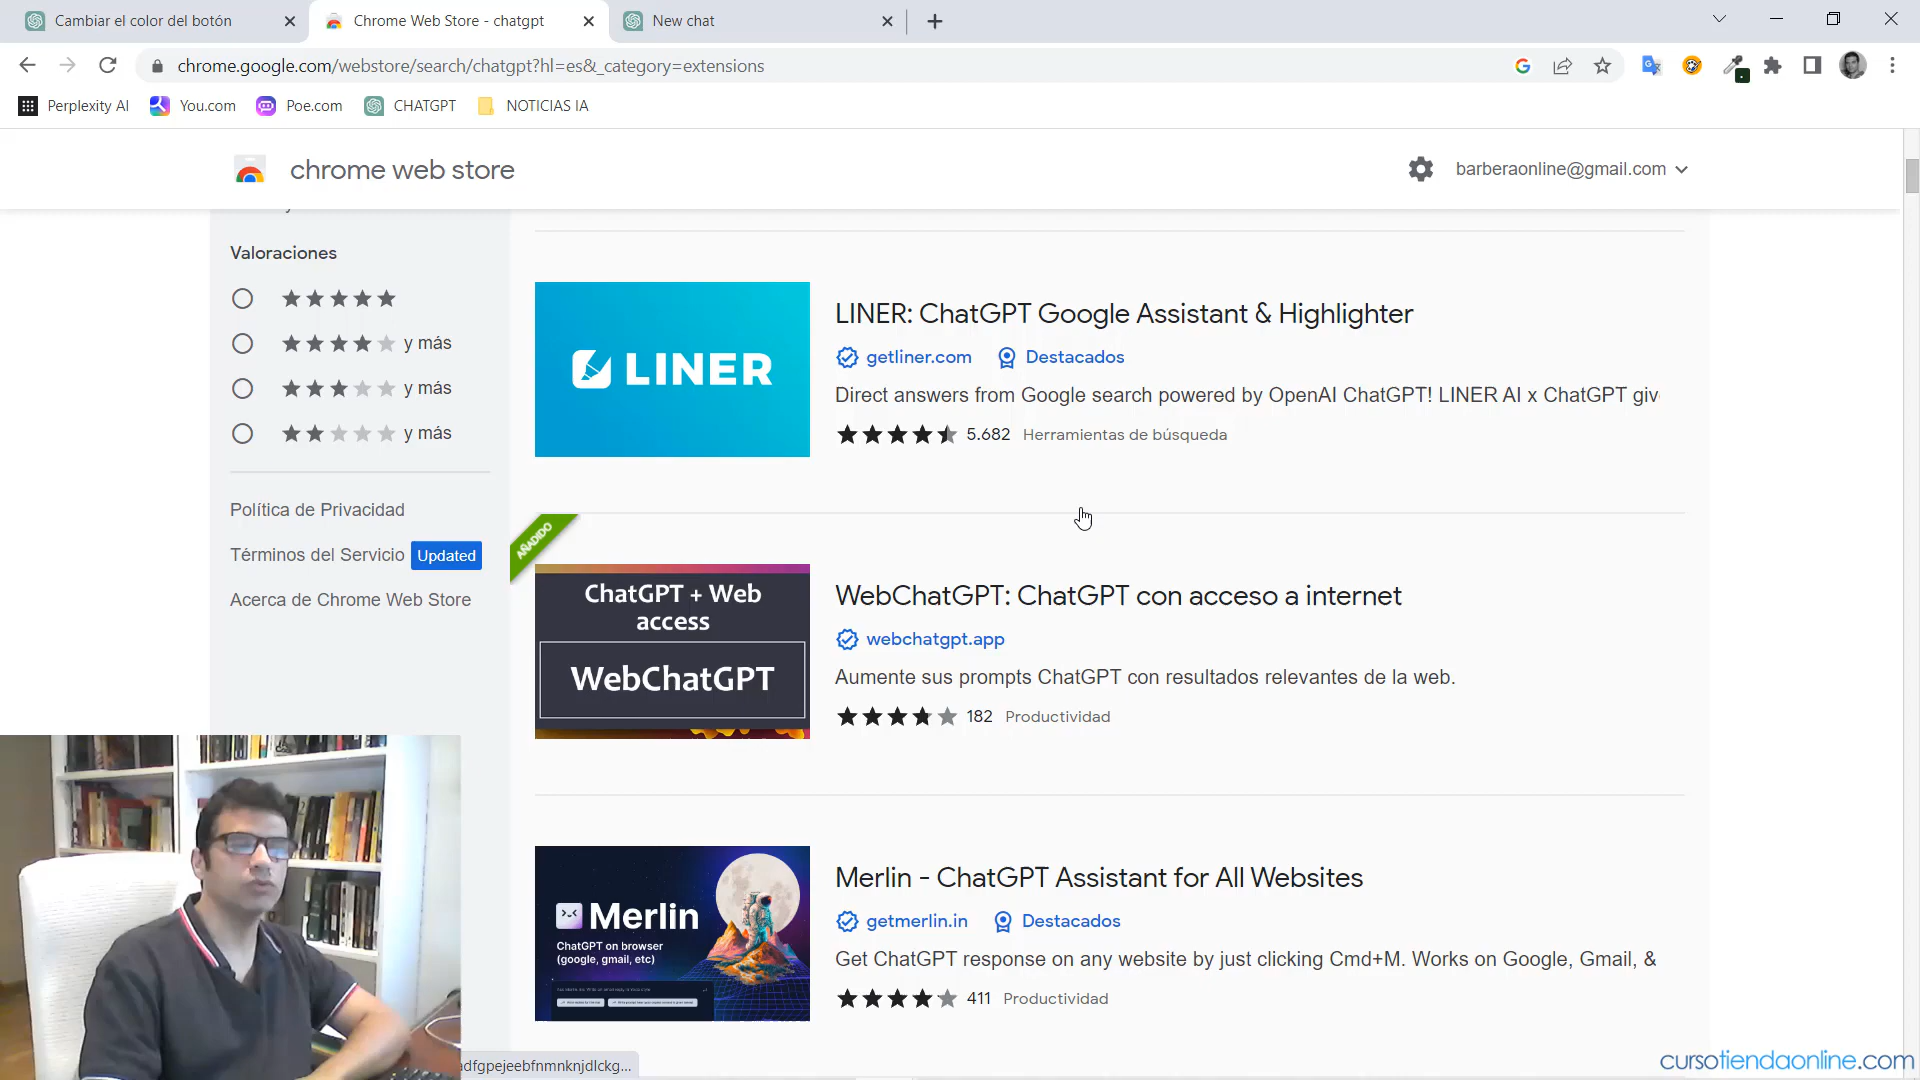 Cambiar el color del botón
Chrome Web Store - chatgpt
New chat
chrome.google.com/webstore/search/chatgpt?hl=es&_category=extensions
Perplexity AI
You.com
Poe.com
CHATGPT
NOTICIAS IA
chrome web store
barberaonline@gmail.com
Valoraciones
y más
y más
y más
Política de Privacidad
Términos del Servicio Updated
Acerca de Chrome Web Store
LINER
LINER: ChatGPT Google Assistant & Highlighter
getliner.com Destacados
Direct answers from Google search powered by OpenAI ChatGPT! LINER AI x ChatGPT giv
5.682 Herramientas de búsqueda
AÑADIDO
ChatGPT + Web
access
WebChatGPT
WebChatGPT: ChatGPT con acceso a internet
webchatgpt.app
Aumente sus prompts ChatGPT con resultados relevantes de la web.
182 Productividad
Merlin
ChatGPT on browser
(google, gmail, etc)
Merlin - ChatGPT Assistant for All Websites
getmerlin.in Destacados
Get ChatGPT response on any website by just clicking Cmd+M. Works on Google, Gmail, &
411 Productividad
dfgpejeebfnmnknjdlckg...
cursotiendaonline.com